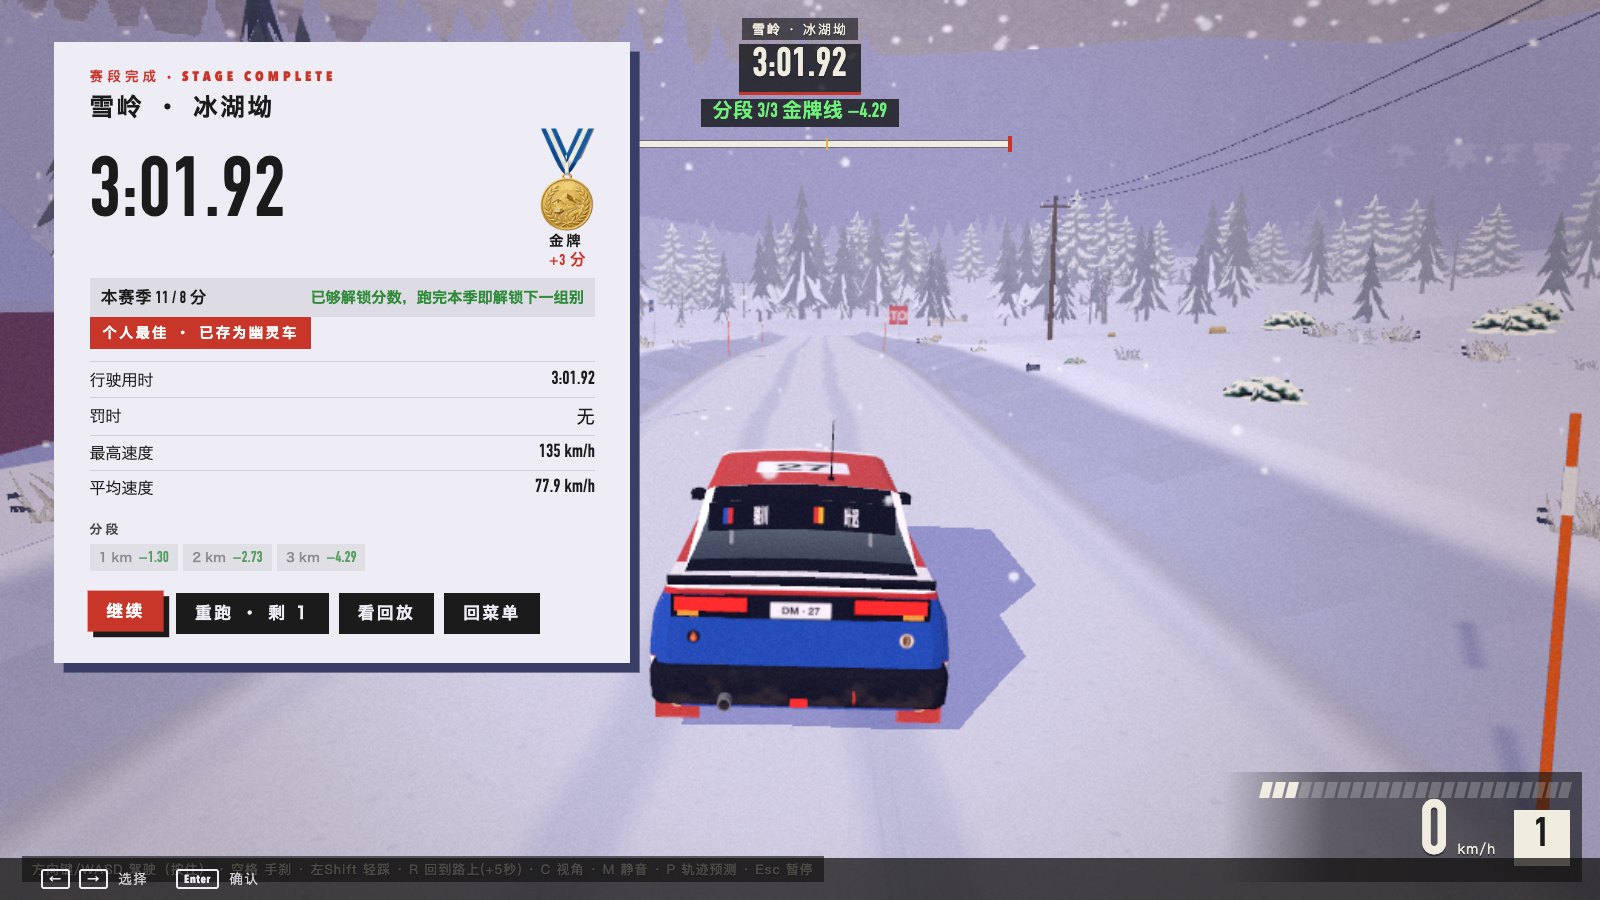 赛段完成 · STAGE COMPLETE
雪岭 · 冰湖坳
3:01.92
金牌
+3 分
本赛季 11 / 8 分
已够解锁分数，跑完本季即解锁下一组别
个人最佳 · 已存为幽灵车
行驶用时 3:01.92
罚时 无
最高速度 135 km/h
平均速度 77.9 km/h
分段
1 km −1.30 2 km −2.73 3 km −4.29
继续 重跑 · 剩 1 看回放 回菜单
雪岭 · 冰湖坳
3:01.92
分段 3/3 金牌线 −4.29
27
DM - 27
0 km/h
1
方向键/WASD 驾驶 (按住) · 空格 手刹 · 左Shift 轻踩 · R 回到路上(+5秒) · C 视角 · M 静音 · P 轨迹预测 · Esc 暂停
← → 选择 Enter 确认